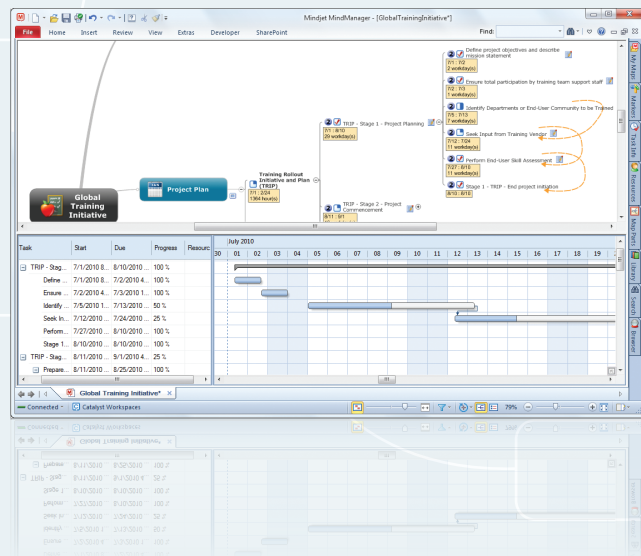 Mindjet MindManager - [GlobalTrainingInitiative*]
File Home Insert Review View Extras Developer SharePoint Find:
Define project objectives and describe
mission statement
7/1 : 7/2
2 workday(s)
Ensure total participation by training team support staff
7/2 : 7/3
1 workday(s)
Identify Departments or End-User Community to be Trained
7/5 : 7/13
7 workday(s)
TRIP - Stage 1 - Project Planning
7/1 : 8/10
29 workday(s)
Seek Input from Training Vendor
7/12 : 7/24
11 workday(s)
Perform End-User Skill Assessment
7/27 : 8/10
11 workday(s)
Stage 1 - TRIP - End project initiation
8/10 : 8/10
Training Rollout
Initiative and Plan
(TRIP)
7/1 : 2/24
1364 hour(s)
Project Plan
Global
Training
Initiative
TRIP - Stage 2 - Project
Commencement
8/11 : 9/1
My Maps
Markers
Task Info
Resources
Map Parts
Library
Search
Browser
Task Start Due Progress Resourc
July 2010
30 01 02 03 04 05 06 07 08 09 10 11 12 13 14 15 16 17 18 19
TRIP - Stag... 7/1/2010 8... 8/10/2010 ... 100 %
Define ... 7/1/2010 8... 7/2/2010 4... 100 %
Ensure ... 7/2/2010 4... 7/3/2010 1... 100 %
Identify ... 7/5/2010 1... 7/13/2010 ... 50 %
Seek In... 7/12/2010 ... 7/24/2010 ... 25 %
Perform... 7/27/2010 ... 8/10/2010 ... 100 %
Stage 1... 8/10/2010 ... 8/10/2010 ... 100 %
TRIP - Stag... 8/11/2010 ... 9/1/2010 4... 25 %
Prepare... 8/11/2010 ... 8/25/2010 ... 100 %
Global Training Initiative*
Connected Catalyst Workspaces 79%